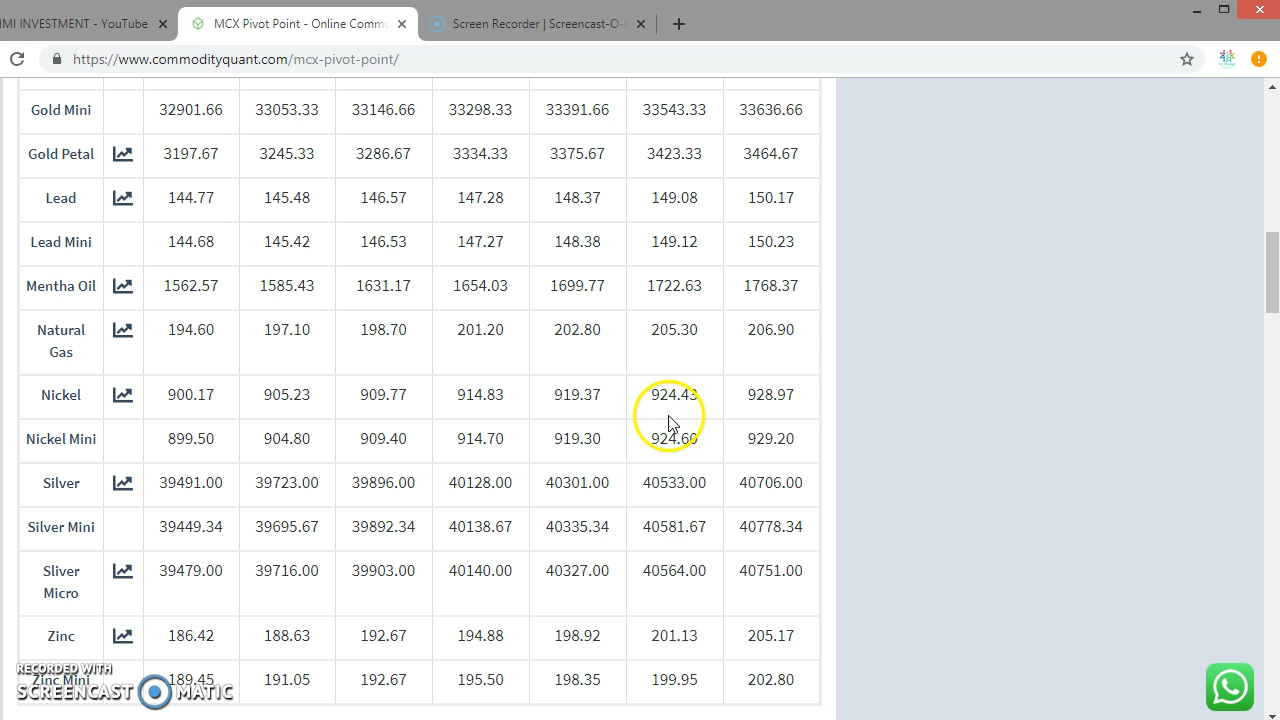 IMI INVESTMENT - YouTube
MCX Pivot Point - Online Comm
Screen Recorder | Screencast-O-
https://www.commodityquant.com/mcx-pivot-point/
Gold Mini 32901.66 33053.33 33146.66 33298.33 33391.66 33543.33 33636.66
Gold Petal 3197.67 3245.33 3286.67 3334.33 3375.67 3423.33 3464.67
Lead 144.77 145.48 146.57 147.28 148.37 149.08 150.17
Lead Mini 144.68 145.42 146.53 147.27 148.38 149.12 150.23
Mentha Oil 1562.57 1585.43 1631.17 1654.03 1699.77 1722.63 1768.37
Natural 194.60 197.10 198.70 201.20 202.80 205.30 206.90
Gas
Nickel 900.17 905.23 909.77 914.83 919.37 924.43 928.97
Nickel Mini 899.50 904.80 909.40 914.70 919.30 924.60 929.20
Silver 39491.00 39723.00 39896.00 40128.00 40301.00 40533.00 40706.00
Silver Mini 39449.34 39695.67 39892.34 40138.67 40335.34 40581.67 40778.34
Sliver 39479.00 39716.00 39903.00 40140.00 40327.00 40564.00 40751.00
Micro
Zinc 186.42 188.63 192.67 194.88 198.92 201.13 205.17
RECORDED WITH
Zinc Mini 189.45 191.05 192.67 195.50 198.35 199.95 202.80
SCREENCAST MATIC